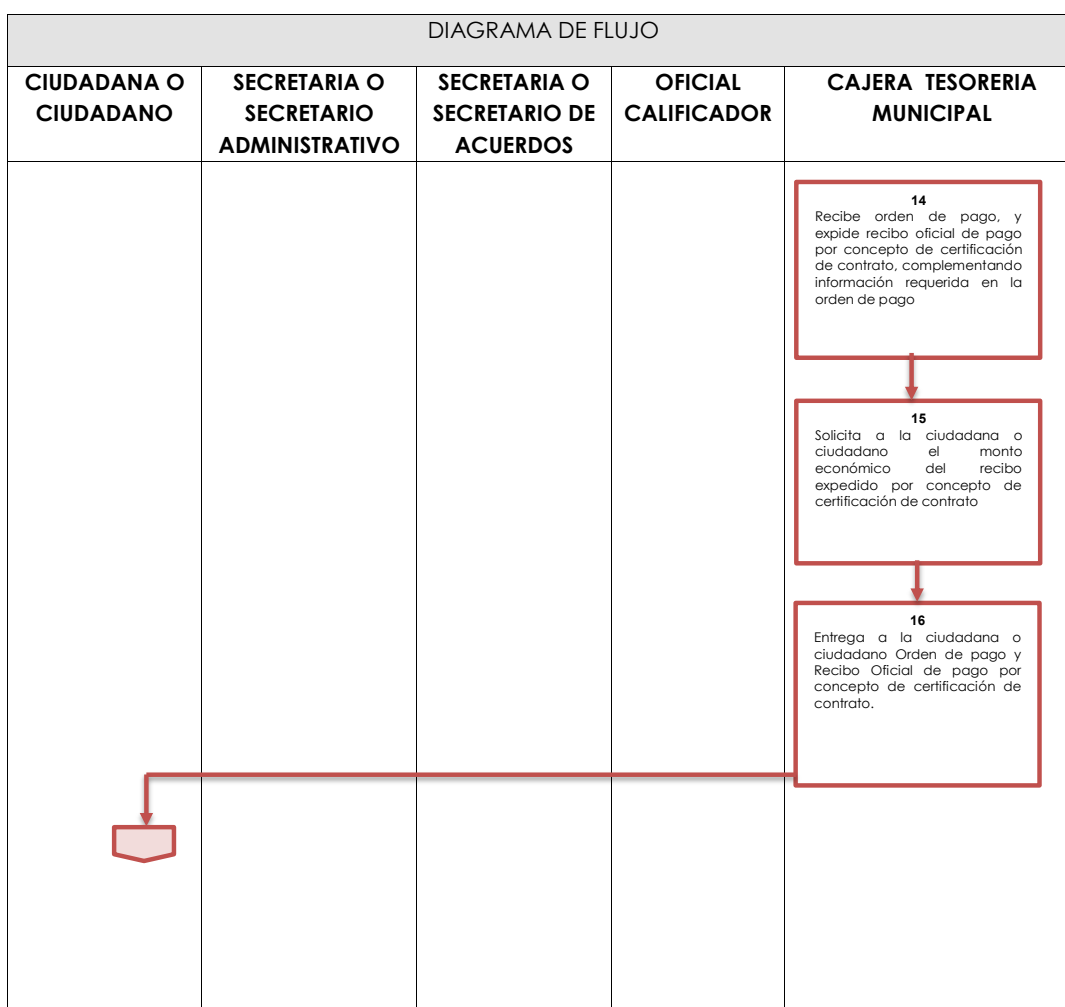 DIAGRAMA DE FLUJO
CIUDADANA O
CIUDADANO
SECRETARIA O
SECRETARIO
ADMINISTRATIVO
SECRETARIA O
SECRETARIO DE
ACUERDOS
OFICIAL
CALIFICADOR
CAJERA TESORERIA
MUNICIPAL
14
Recibe orden de pago, y
expide recibo oficial de pago
por concepto de certificación
de contrato, complementando
información requerida en la
orden de pago
15
Solicita a la ciudadana o
ciudadano el monto
económico del recibo
expedido por concepto de
certificación de contrato
16
Entrega a la ciudadana o
ciudadano Orden de pago y
Recibo Oficial de pago por
concepto de certificación de
contrato.